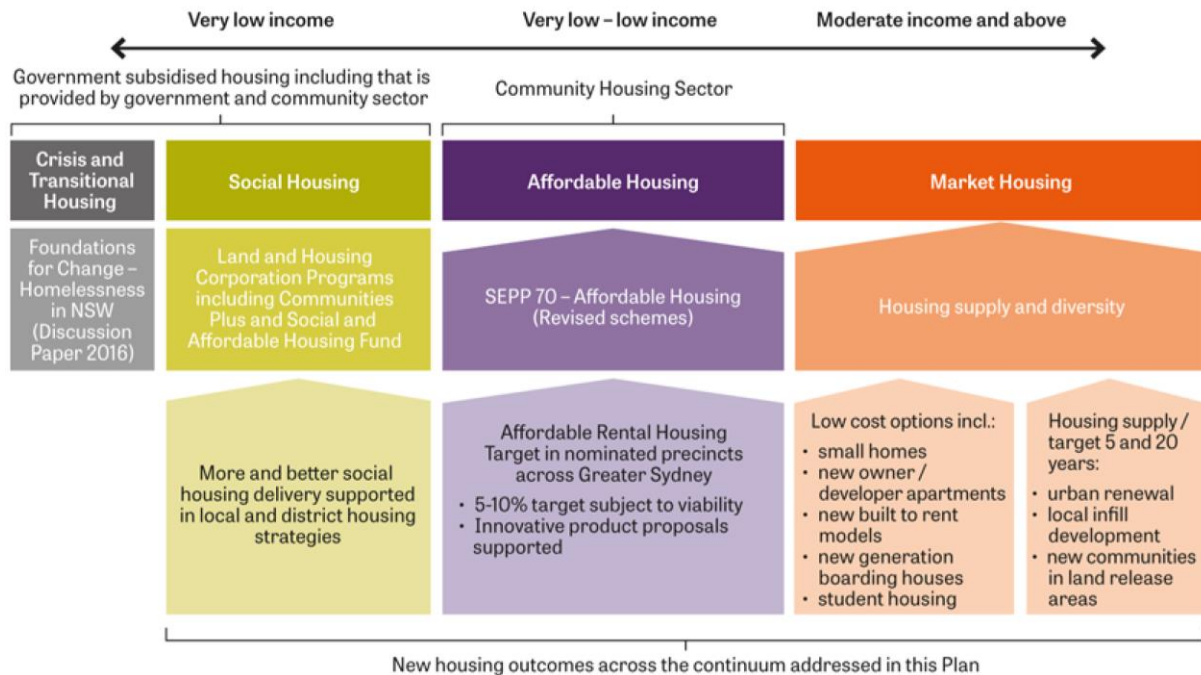 Very low income
Very low – low income
Moderate income and above
Government subsidised housing including that is
provided by government and community sector
Community Housing Sector
Crisis and
Transitional
Housing
Social Housing
Affordable Housing
Market Housing
Foundations
for Change –
Homelessness
in NSW
(Discussion
Paper 2016)
Land and Housing
Corporation Programs
including Communities
Plus and Social and
Affordable Housing Fund
SEPP 70 – Affordable Housing
(Revised schemes)
Housing supply and diversity
More and better social
housing delivery supported
in local and district housing
strategies
Affordable Rental Housing
Target in nominated precincts
across Greater Sydney
• 5-10% target subject to viability
• Innovative product proposals
supported
Low cost options incl.:
• small homes
• new owner /
developer apartments
• new built to rent
models
• new generation
boarding houses
• student housing
Housing supply /
target 5 and 20
years:
• urban renewal
• local infill
development
• new communities
in land release
areas
New housing outcomes across the continuum addressed in this Plan